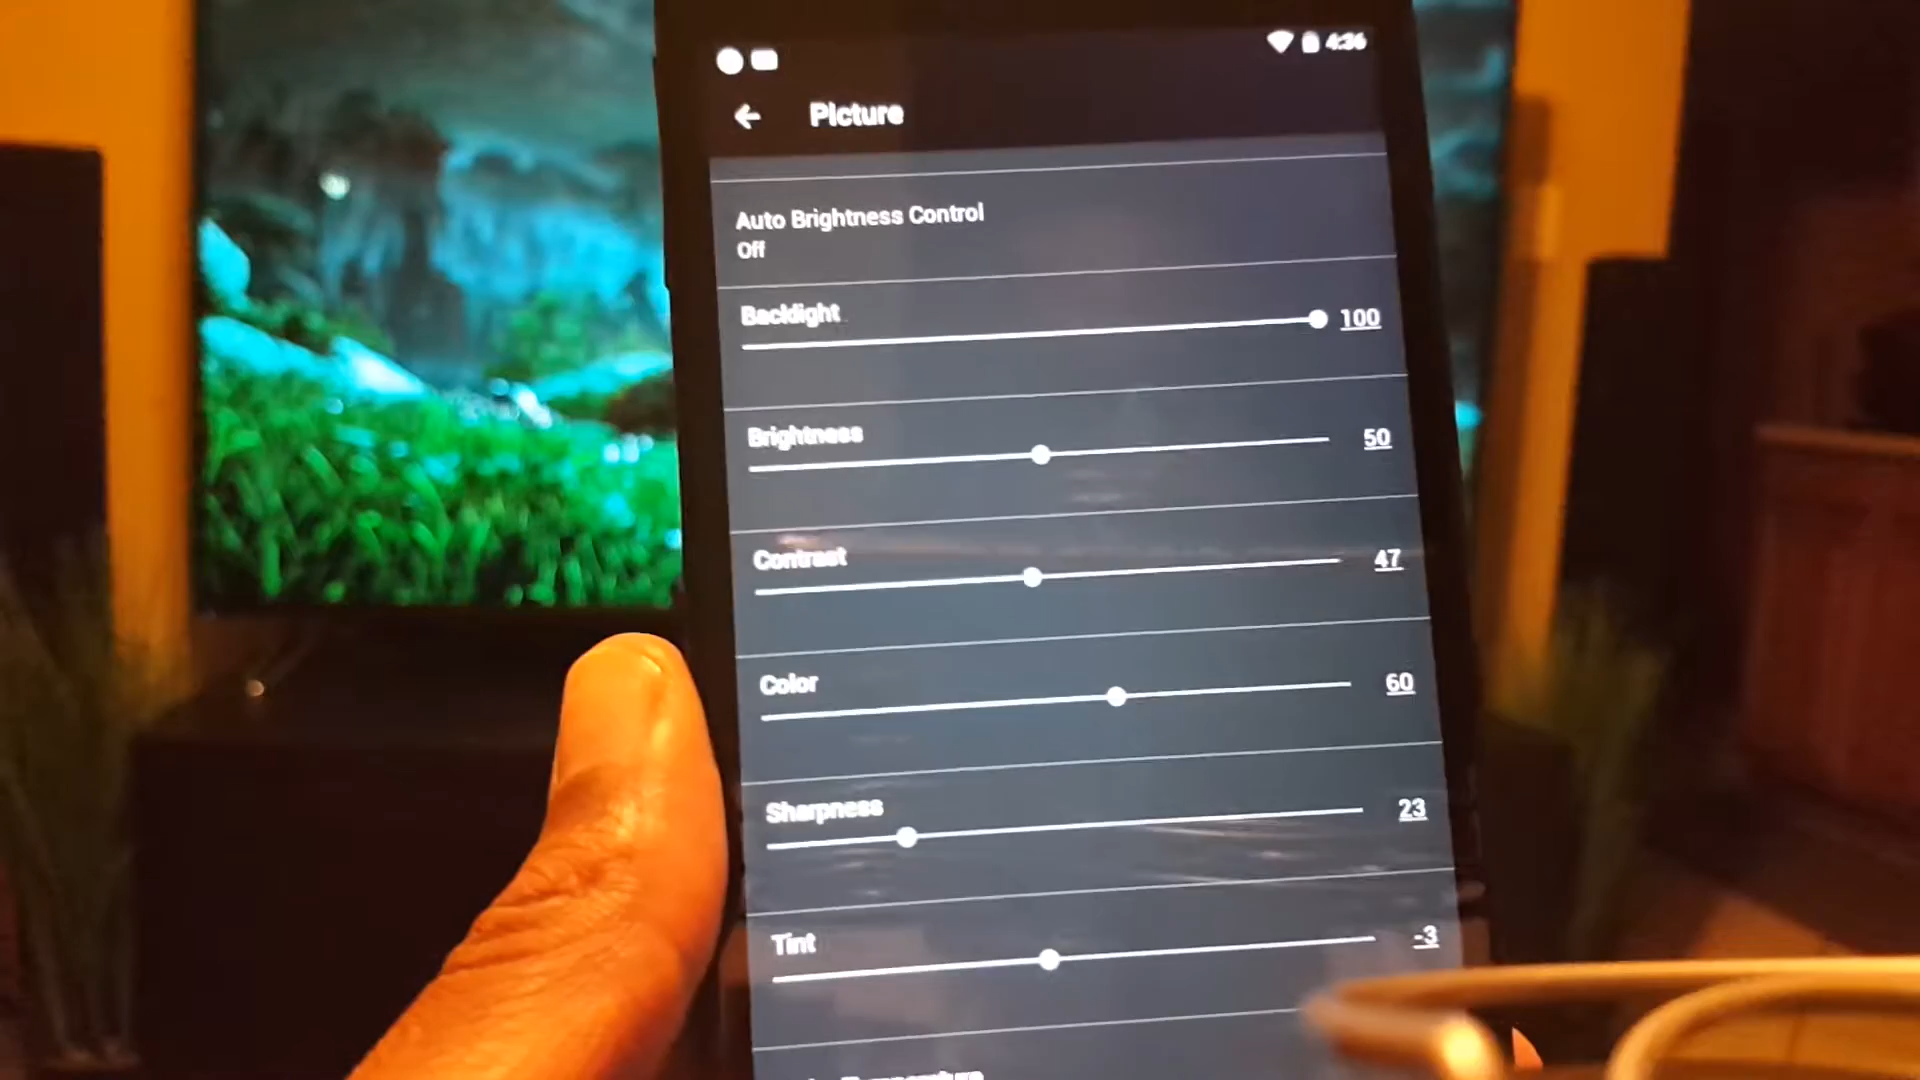 4:36
Picture
Auto Brightness Control
Off
Backlight 100
Brightness 50
Contrast 47
Color 60
Sharpness 23
Tint -3